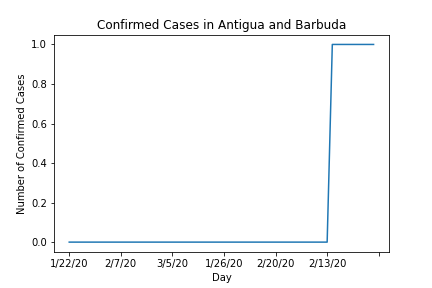 Confirmed Cases in Antigua and Barbuda
1.0
0.8
0.6
0.4
0.2
0.0
Number of Confirmed Cases
1/22/20 2/7/20 3/5/20 1/26/20 2/20/20 2/13/20
Day